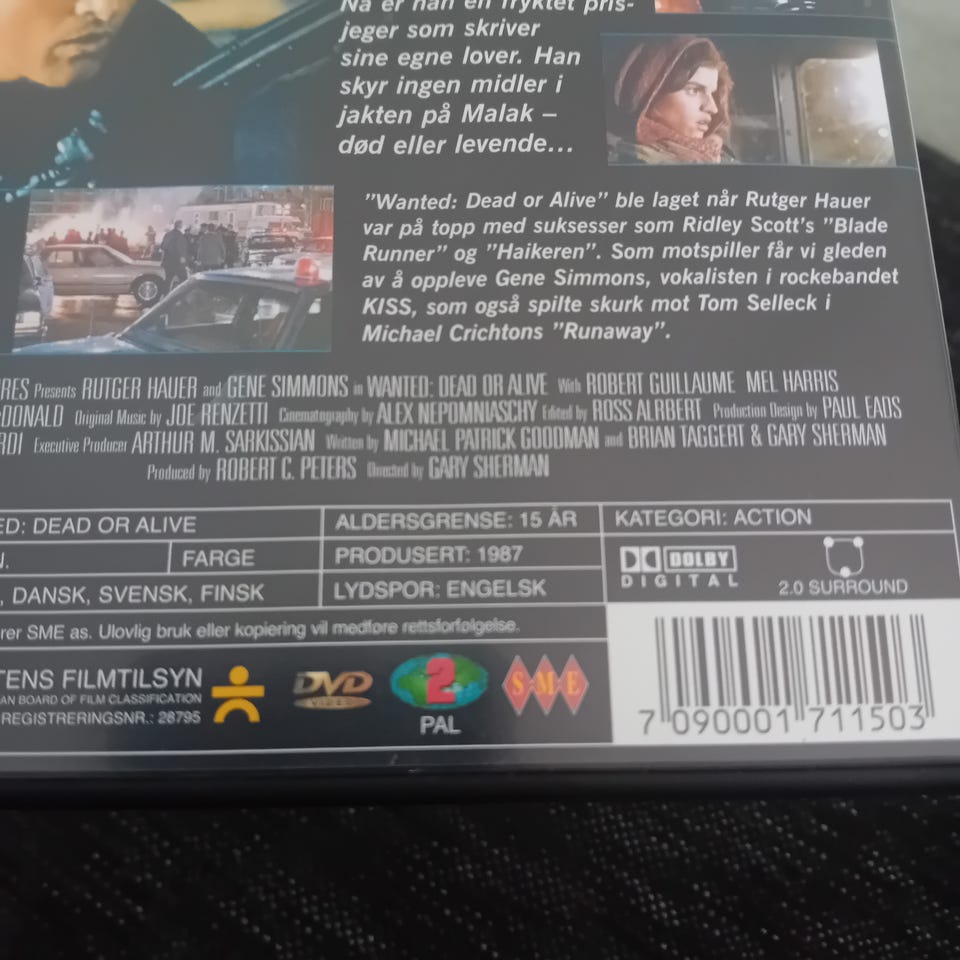 Nå er han en fryktet pris-
jeger som skriver
sine egne lover. Han
skyr ingen midler i
jakten på Malak –
død eller levende...
"Wanted: Dead or Alive" ble laget når Rutger Hauer
var på topp med suksesser som Ridley Scott's "Blade
Runner" og "Haikeren". Som motspiller får vi gleden
av å oppleve Gene Simmons, vokalisten i rockebandet
KISS, som også spilte skurk mot Tom Selleck i
Michael Crichtons "Runaway".
RES Presents RUTGER HAUER and GENE SIMMONS in WANTED: DEAD OR ALIVE With ROBERT GUILLAUME MEL HARRIS
DONALD Original Music by JOE RENZETTI Cinematography by ALEX NEPOMNIASCHY Edited by ROSS ALRBERT Production Design by PAUL EADS
RDI Executive Producer ARTHUR M. SARKISSIAN Written by MICHAEL PATRICK GOODMAN and BRIAN TAGGERT & GARY SHERMAN
Produced by ROBERT C. PETERS Directed by GARY SHERMAN
ED: DEAD OR ALIVE ALDERSGRENSE: 15 ÅR KATEGORI: ACTION
N. FARGE PRODUSERT: 1987
, DANSK, SVENSK, FINSK LYDSPOR: ENGELSK
DOLBY
DIGITAL
2.0 SURROUND
rer SME as. Ulovlig bruk eller kopiering vil medføre rettsforfølgelse.
TENS FILMTILSYN
AN BOARD OF FILM CLASSIFICATION
REGISTRERINGSNR.: 28795
DVD
VIDEO
2
PAL
SME
7 090001 711503